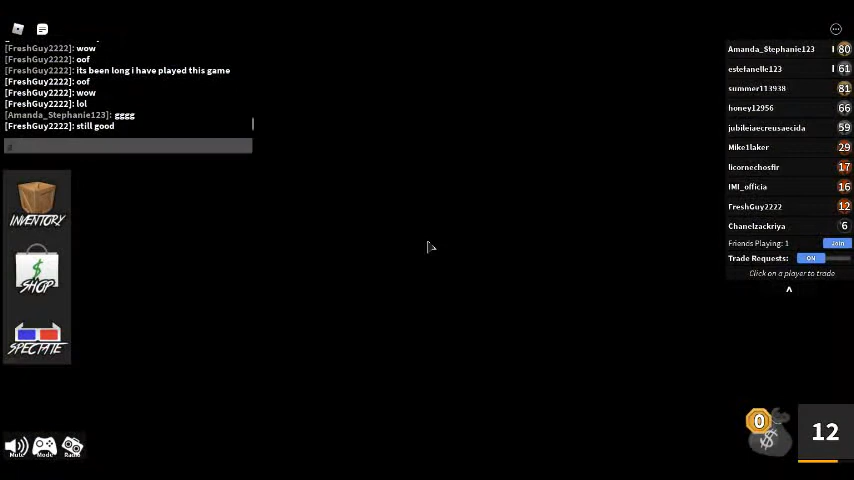 [FreshGuy2222]: wow
[FreshGuy2222]: oof
[FreshGuy2222]: its been long i have played this game
[FreshGuy2222]: oof
[FreshGuy2222]: wow
[FreshGuy2222]: lol
[Amanda_Stephanie123]: gggg
[FreshGuy2222]: still good
INVENTORY
SHOP
SPECTATE
Mute
Mode
Radio
Amanda_Stephanie123 80
estefanelle123 61
summer113938 81
honey12956 66
jubileiaecreusaecida 59
Mike1laker 29
licornechosfir 17
IMI_officia 16
FreshGuy2222 12
Chanelzackriya 6
Friends Playing: 1 Join
Trade Requests: ON
Click on a player to trade
0
12